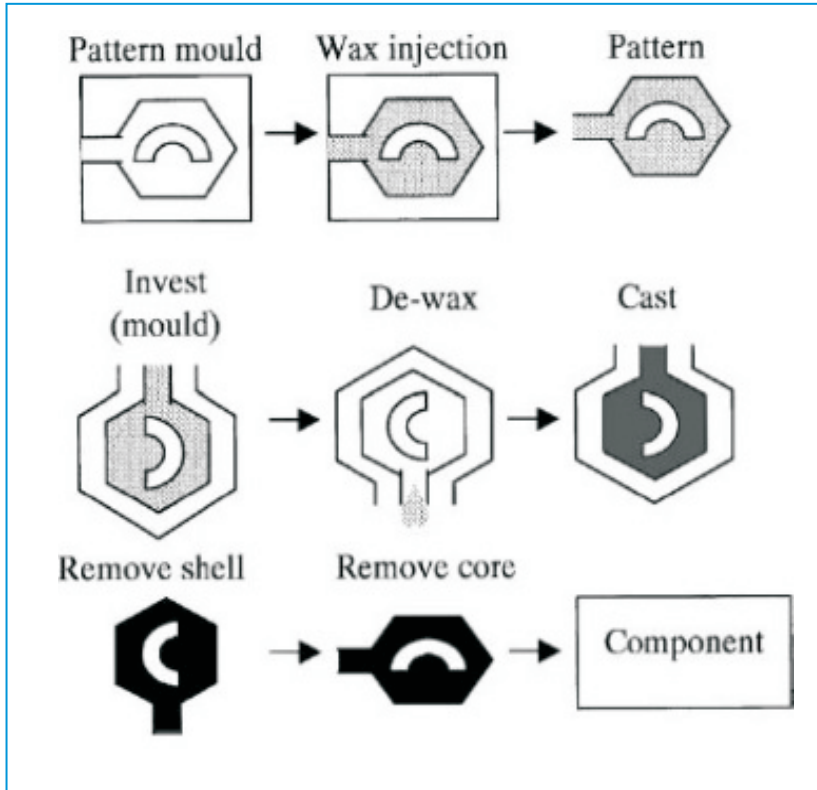 Pattern mould
Wax injection
Pattern
Invest
(mould)
De-wax
Cast
Remove shell
Remove core
Component